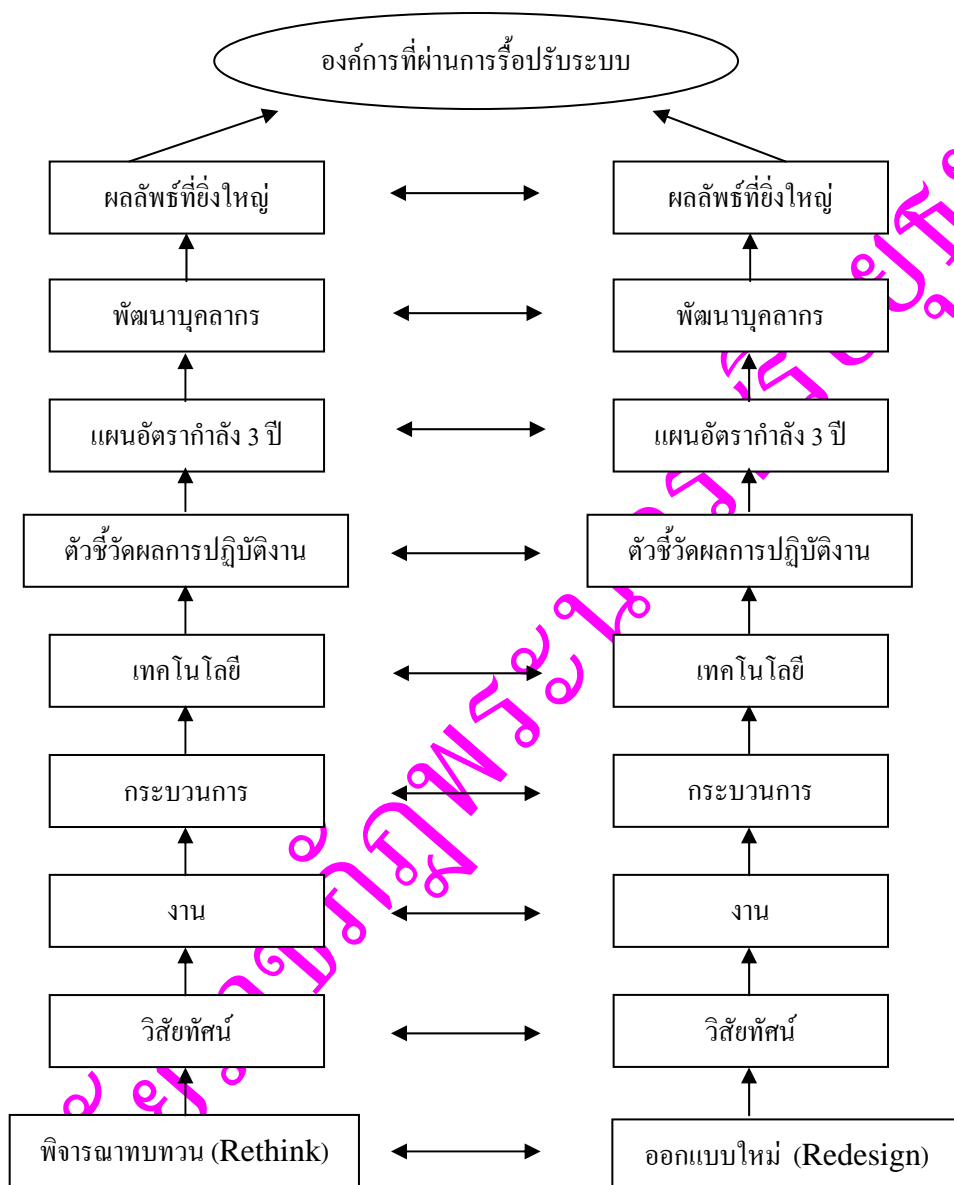 องค์การที่ผ่านการรื้อปรับระบบ
ผลลัพธ์ที่ยิ่งใหญ่
ผลลัพธ์ที่ยิ่งใหญ่
พัฒนาบุคลากร
พัฒนาบุคลากร
แผนอัตรากำลัง 3 ปี
แผนอัตรากำลัง 3 ปี
ตัวชี้วัดผลการปฏิบัติงาน
ตัวชี้วัดผลการปฏิบัติงาน
เทคโนโลยี
เทคโนโลยี
กระบวนการ
กระบวนการ
งาน
งาน
วิสัยทัศน์
วิสัยทัศน์
พิจารณาทบทวน (Rethink)
ออกแบบใหม่ (Redesign)